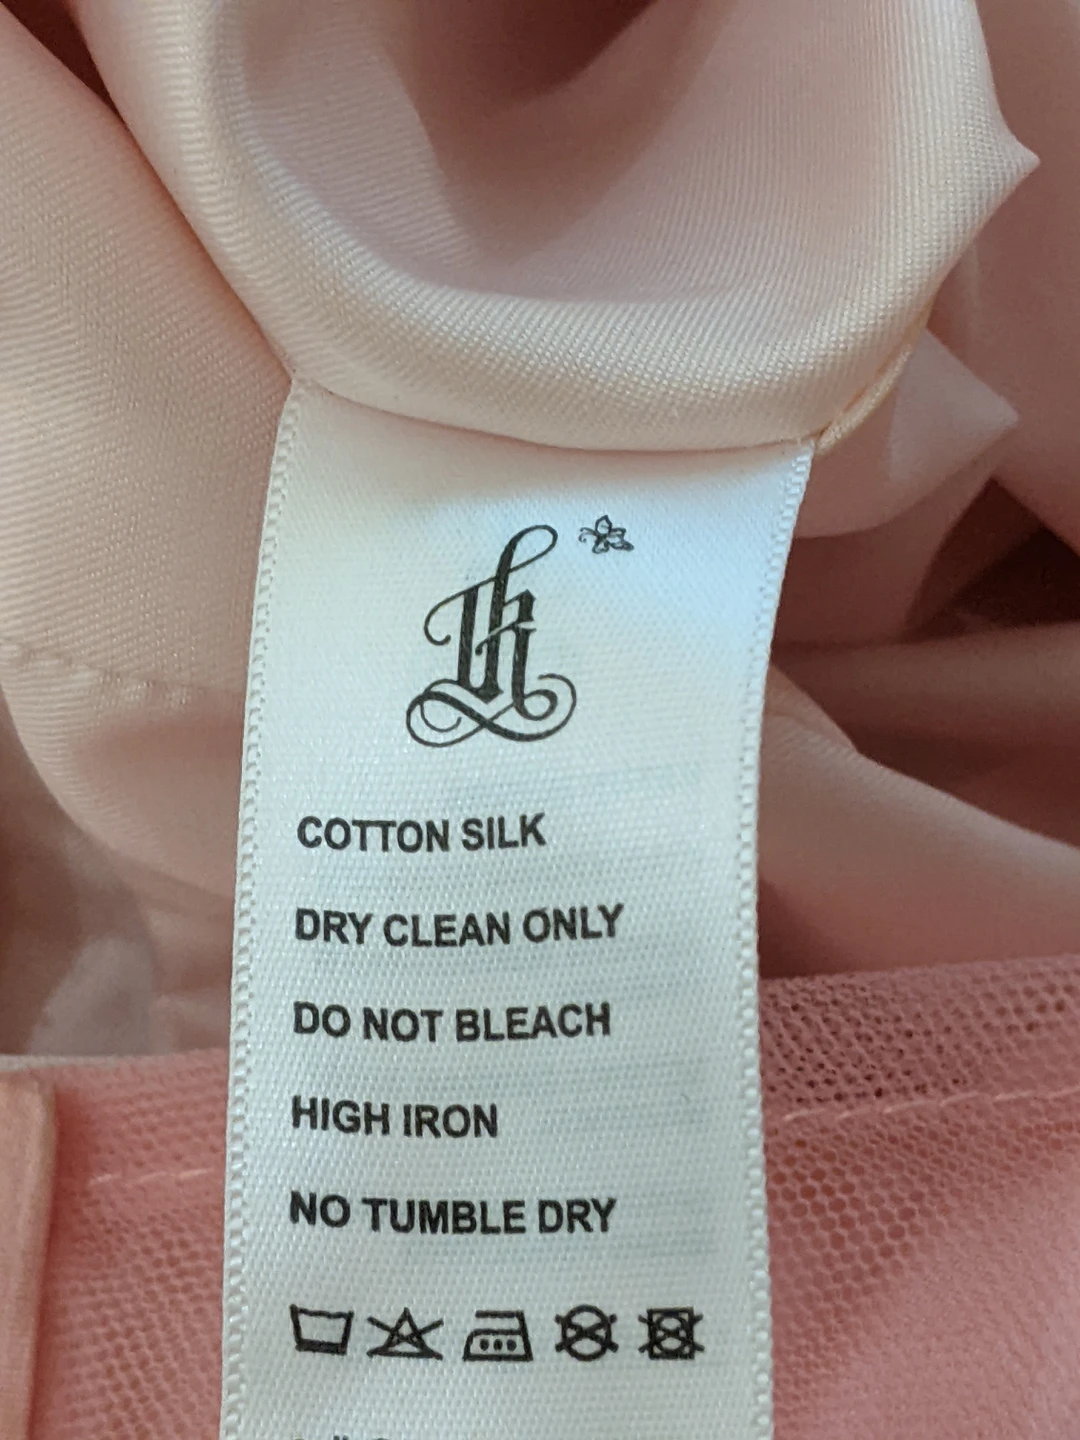 COTTON SILK
DRY CLEAN ONLY
DO NOT BLEACH
HIGH IRON
NO TUMBLE DRY